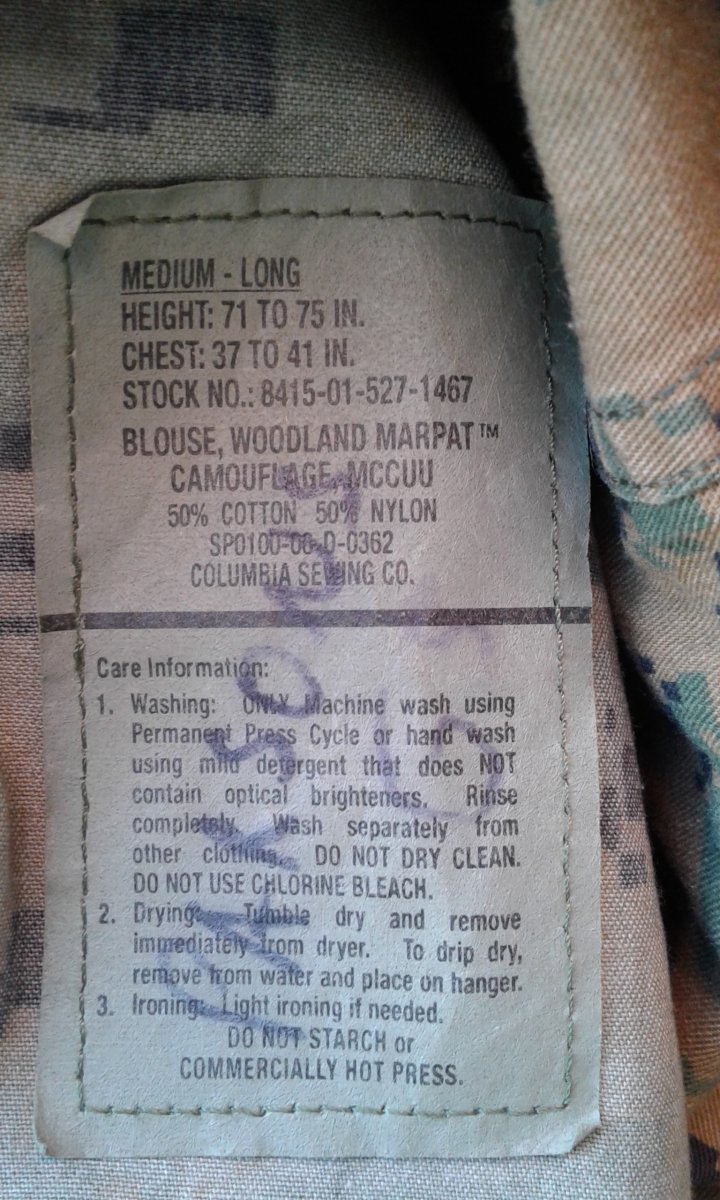 MEDIUM - LONG
HEIGHT: 71 TO 75 IN.
CHEST: 37 TO 41 IN.
STOCK NO.: 8415-01-527-1467
BLOUSE, WOODLAND MARPAT™
CAMOUFLAGE, MCCUU
50% COTTON 50% NYLON
SP0100-06-D-0362
COLUMBIA SEWING CO.
Care Information:
1. Washing: ONLY Machine wash using
Permanent Press Cycle or hand wash
using mild detergent that does NOT
contain optical brighteners. Rinse
completely. Wash separately from
other clothing. DO NOT DRY CLEAN.
DO NOT USE CHLORINE BLEACH.
2. Drying: Tumble dry and remove
immediately from dryer. To drip dry,
remove from water and place on hanger.
3. Ironing: Light ironing if needed.
DO NOT STARCH or
COMMERCIALLY HOT PRESS.